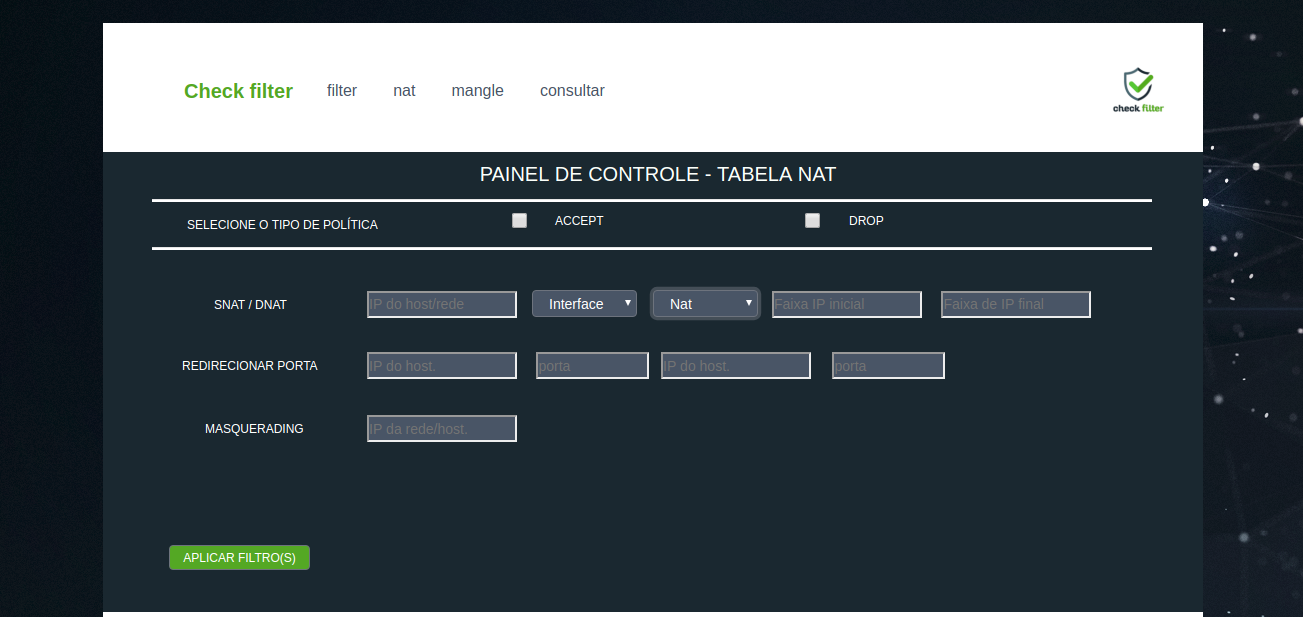 Check filter filter nat mangle consultar
check filter
PAINEL DE CONTROLE - TABELA NAT
SELECIONE O TIPO DE POLÍTICA ACCEPT DROP
SNAT / DNAT IP do host/rede Interface Nat Faixa IP inicial Faixa de IP final
REDIRECIONAR PORTA IP do host. porta IP do host. porta
MASQUERADING IP da rede/host.
APLICAR FILTRO(S)